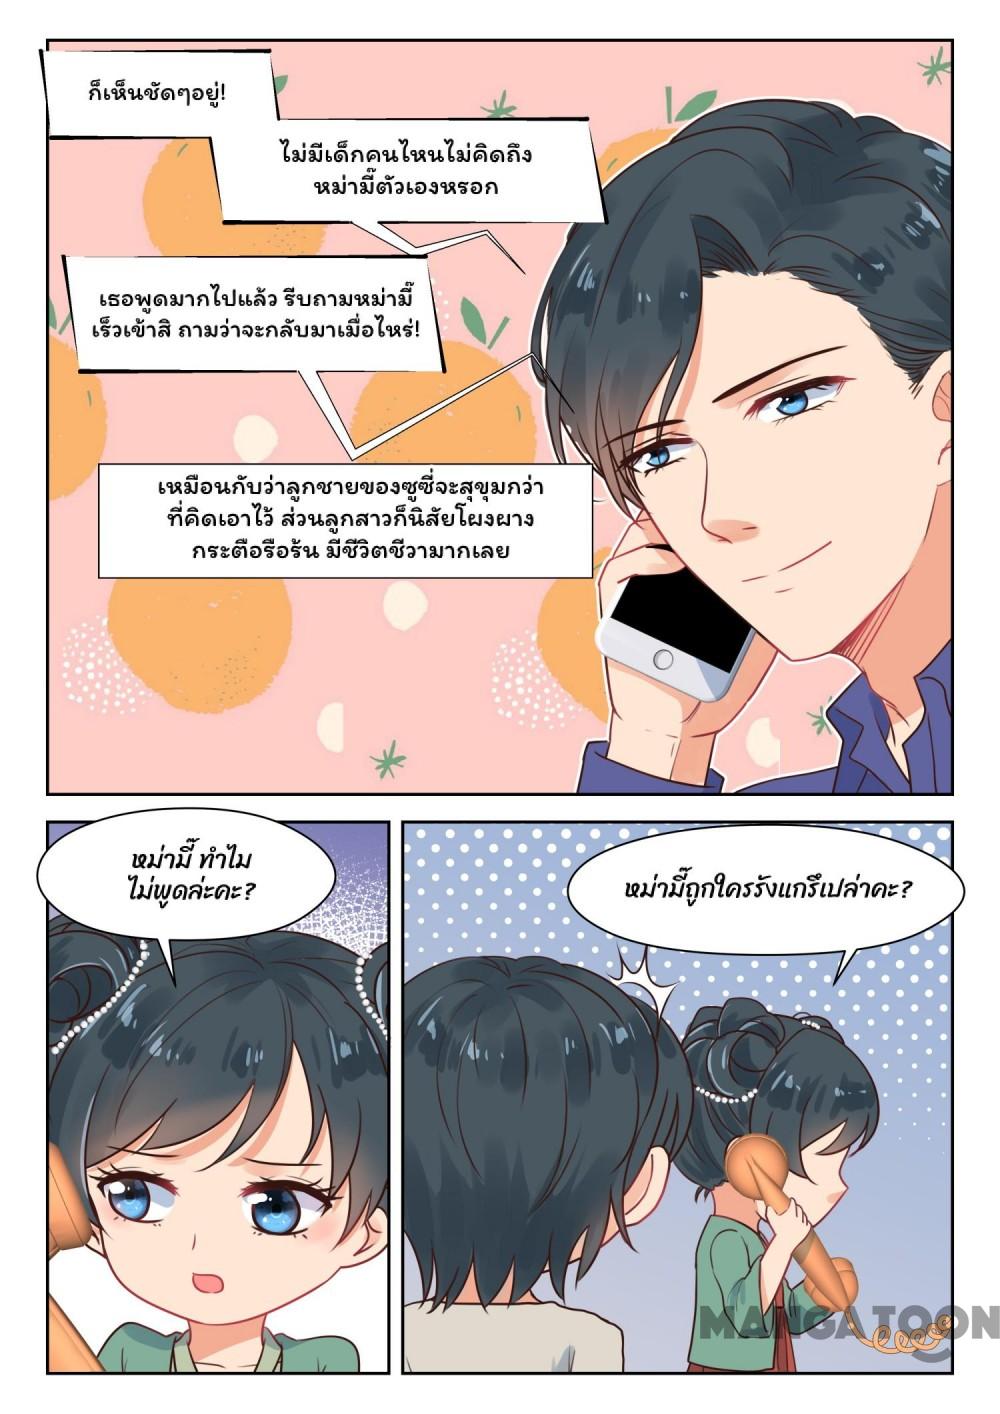 ก็เห็นชัดๆอยู่!
ไม่มีเด็กคนไหนไม่คิดถึง
หม่ามี๊ตัวเองหรอก
เธอพูดมากไปแล้ว รีบถามหม่ามี๊
เร็วเข้าสิ ถามว่าจะกลับมาเมื่อไหร่!
เหมือนกับว่าลูกชายของซูซี่จะสุขุมกว่า
ที่คิดเอาไว้ ส่วนลูกสาวก็นิสัยโผงผาง
กระตือรือร้น มีชีวิตชีวามากเลย
หม่ามี๊ ทำไม
ไม่พูดล่ะคะ?
หม่ามี๊ถูกใครรังแกรึเปล่าคะ?
MANGATOON